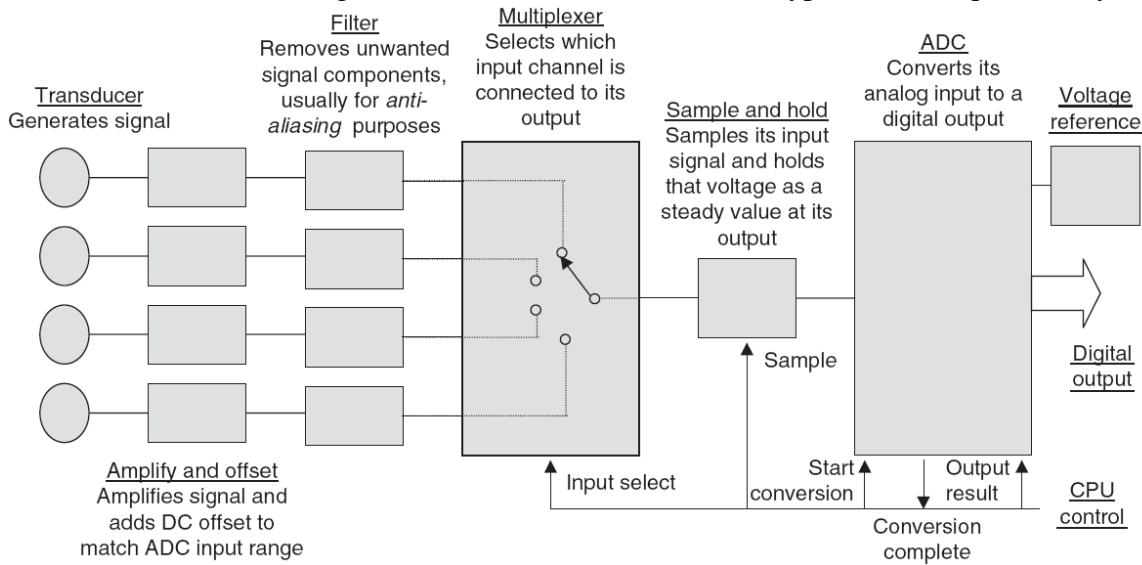 Transducer
Generates signal
Filter
Removes unwanted
signal components,
usually for anti-
aliasing purposes
Multiplexer
Selects which
input channel is
connected to its
output
Sample and hold
Samples its input
signal and holds
that voltage as a
steady value at its
output
ADC
Converts its
analog input to a
digital output
Voltage
reference
Sample
Digital
output
Amplify and offset
Amplifies signal and
adds DC offset to
match ADC input range
Input select
Start
conversion
Output
result
Conversion
complete
CPU
control